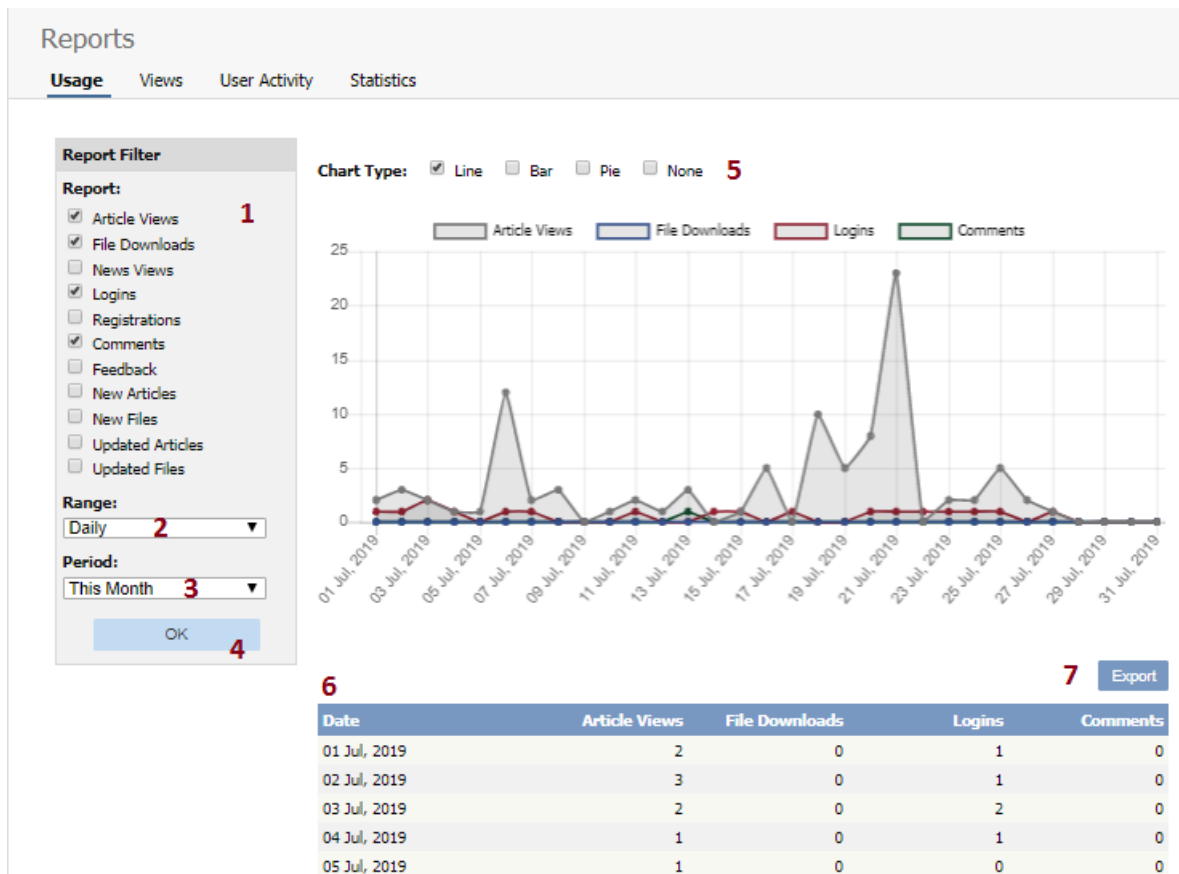 Reports
Usage Views User Activity Statistics
Report Filter
Report:
1
Article Views
File Downloads
News Views
Logins
Registrations
Comments
Feedback
New Articles
New Files
Updated Articles
Updated Files
Range:
Daily 2
Period:
This Month 3
OK
4
Chart Type: Line Bar Pie None 5
Article Views File Downloads Logins Comments
25
20
15
10
5
0
01 Jul, 2019
03 Jul, 2019
05 Jul, 2019
07 Jul, 2019
09 Jul, 2019
11 Jul, 2019
13 Jul, 2019
15 Jul, 2019
17 Jul, 2019
19 Jul, 2019
21 Jul, 2019
23 Jul, 2019
25 Jul, 2019
27 Jul, 2019
29 Jul, 2019
31 Jul, 2019
7 Export
6
Date Article Views File Downloads Logins Comments
01 Jul, 2019 2 0 1 0
02 Jul, 2019 3 0 1 0
03 Jul, 2019 2 0 2 0
04 Jul, 2019 1 0 1 0
05 Jul, 2019 1 0 0 0